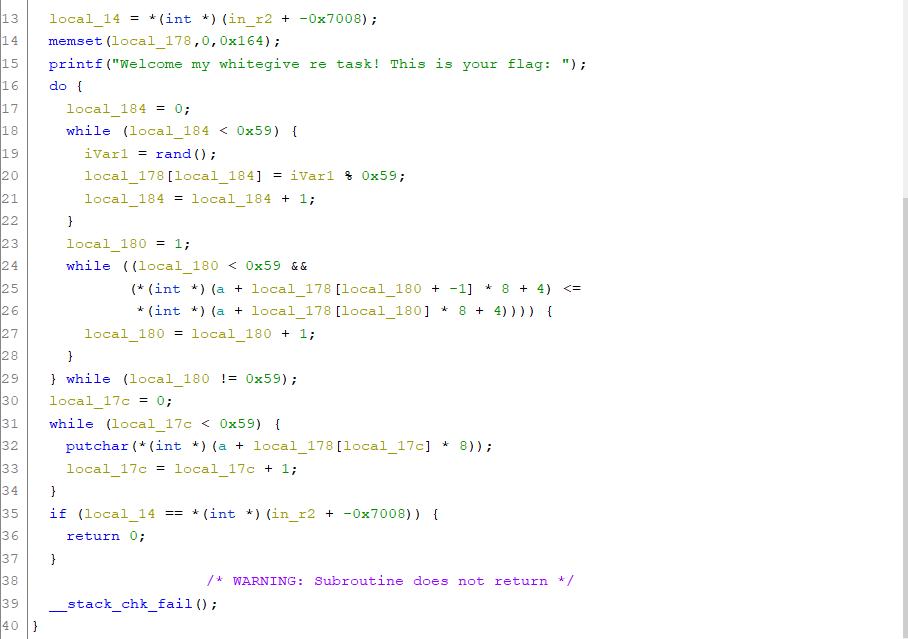 13 local_14 = *(int *)(in_r2 + -0x7008);
14 memset(local_178,0,0x164);
15 printf("Welcome my whitegive re task! This is your flag: ");
16 do {
17 local_184 = 0;
18 while (local_184 < 0x59) {
19 iVar1 = rand();
20 local_178[local_184] = iVar1 % 0x59;
21 local_184 = local_184 + 1;
22 }
23 local_180 = 1;
24 while ((local_180 < 0x59 &&
25 (*(int *)(a + local_178[local_180 + -1] * 8 + 4) <=
26 *(int *)(a + local_178[local_180] * 8 + 4)))) {
27 local_180 = local_180 + 1;
28 }
29 } while (local_180 != 0x59);
30 local_17c = 0;
31 while (local_17c < 0x59) {
32 putchar(*(int *)(a + local_178[local_17c] * 8));
33 local_17c = local_17c + 1;
34 }
35 if (local_14 == *(int *)(in_r2 + -0x7008)) {
36 return 0;
37 }
38 /* WARNING: Subroutine does not return */
39 __stack_chk_fail();
40 }